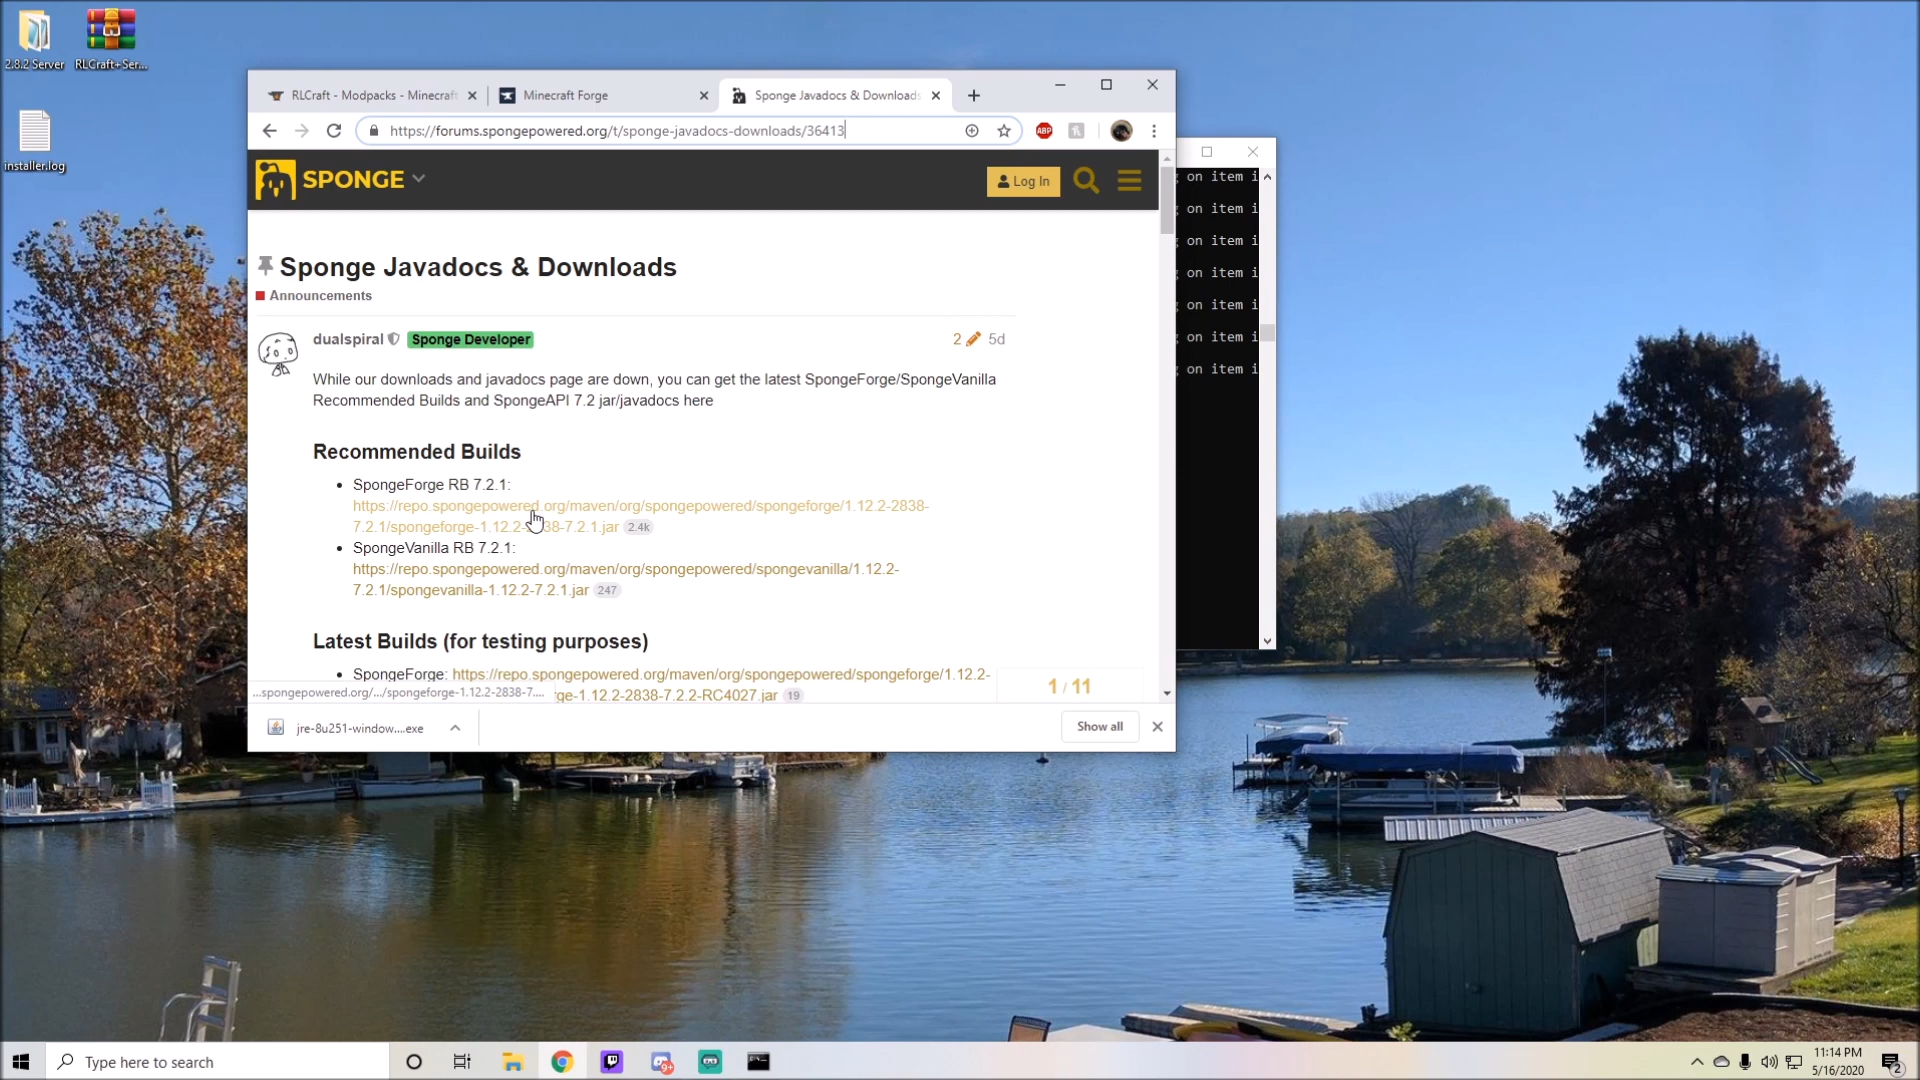 2.8.2 Server
RLCraft+Ser...
installer.log
RLCraft - Modpacks - Minecraft
Minecraft Forge
Sponge Javadocs & Downloads
https://forums.spongepowered.org/t/sponge-javadocs-downloads/36413
ABP
SPONGE
Log In
Sponge Javadocs & Downloads
Announcements
dualspiral
Sponge Developer
2
5d
While our downloads and javadocs page are down, you can get the latest SpongeForge/SpongeVanilla
Recommended Builds and SpongeAPI 7.2 jar/javadocs here
Recommended Builds
• SpongeForge RB 7.2.1:
https://repo.spongepowered.org/maven/org/spongepowered/spongeforge/1.12.2-2838-
7.2.1/spongeforge-1.12.2-2838-7.2.1.jar 2.4k
• SpongeVanilla RB 7.2.1:
https://repo.spongepowered.org/maven/org/spongepowered/spongevanilla/1.12.2-
7.2.1/spongevanilla-1.12.2-7.2.1.jar 247
Latest Builds (for testing purposes)
• SpongeForge: https://repo.spongepowered.org/maven/org/spongepowered/spongeforge/1.12.2-
rge-1.12.2-2838-7.2.2-RC4027.jar 19
1 / 11
...spongepowered.org/.../spongeforge-1.12.2-2838-7....
jre-8u251-window....exe
Show all
g on item i
g on item i
g on item i
g on item i
g on item i
g on item i
g on item i
Type here to search
9+
11:14 PM
5/16/2020
2